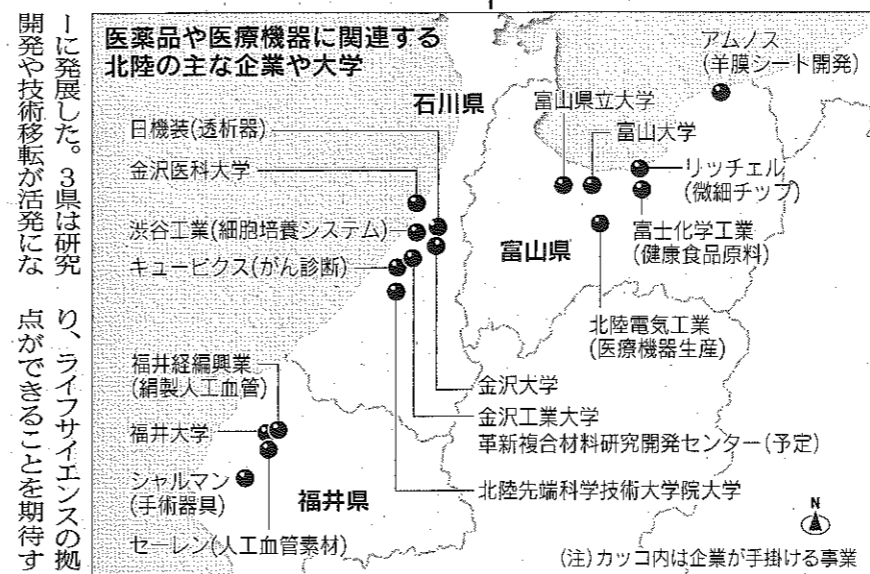 医薬品や医療機器に関連する
北陸の主な企業や大学
アムノス
(羊膜シート開発)
石川県
富山県立大学
富山大学
日機装(透析器)
金沢医科大学
リッチェル
(微細チップ)
渋谷工業(細胞培養システム)
富山県
富士化学工業
(健康食品原料)
キュービクス(がん診断)
北陸電気工業
(医療機器生産)
福井経編興業
(絹製人工血管)
金沢大学
金沢工業大学
革新複合材料研究開発センター(予定)
福井大学
シャルマン
(手術器具)
福井県
北陸先端科学技術大学院大学
セーレン(人工血管素材)
N
(注)カッコ内は企業が手掛ける事業
ーに発展した。3県は研究
開発や技術移転が活発にな
り、ライフサイエンスの拠
点ができることを期待す